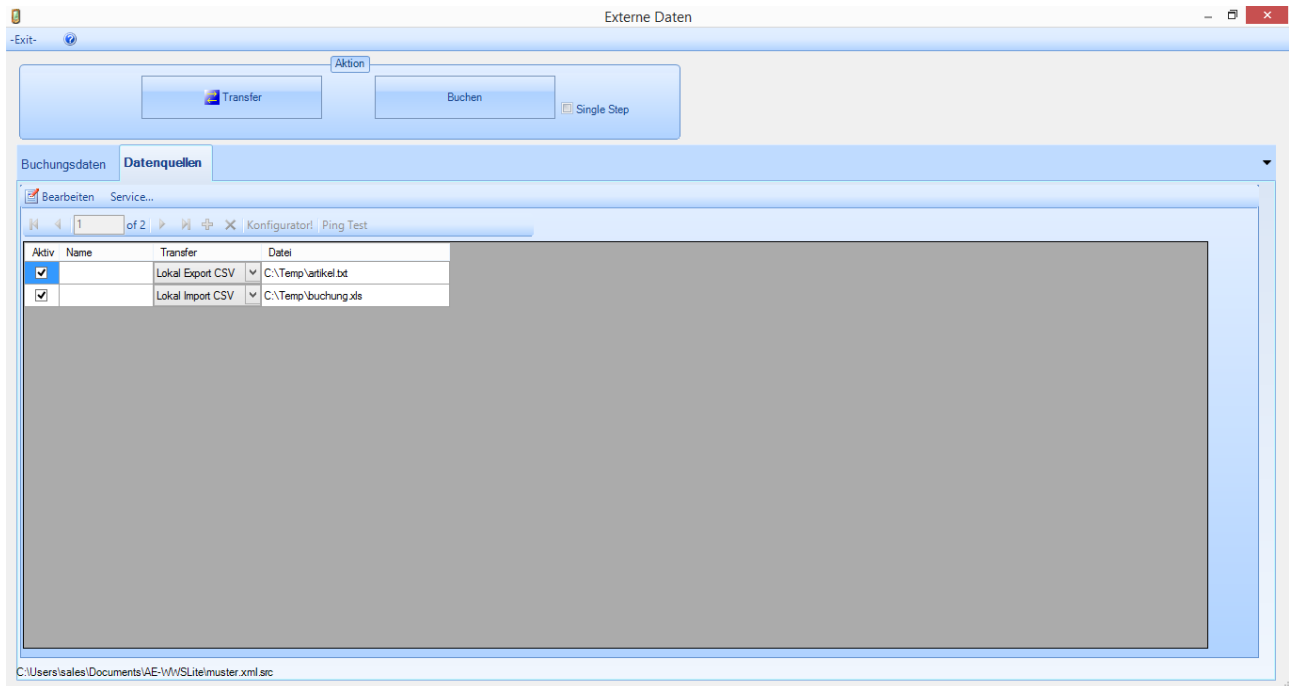 Externe Daten
-Exit-
Aktion
Transfer Buchen
Single Step
Buchungsdaten Datenquellen
Bearbeiten Service...
1 of 2 Konfigurator! Ping Test
Aktiv Name Transfer Datei
Lokal Export CSV C:\Temp\artikel.txt
Lokal Import CSV C:\Temp\buchung.xls
C:\Users\sales\Documents\AE-WWSLite\muster.xml.src